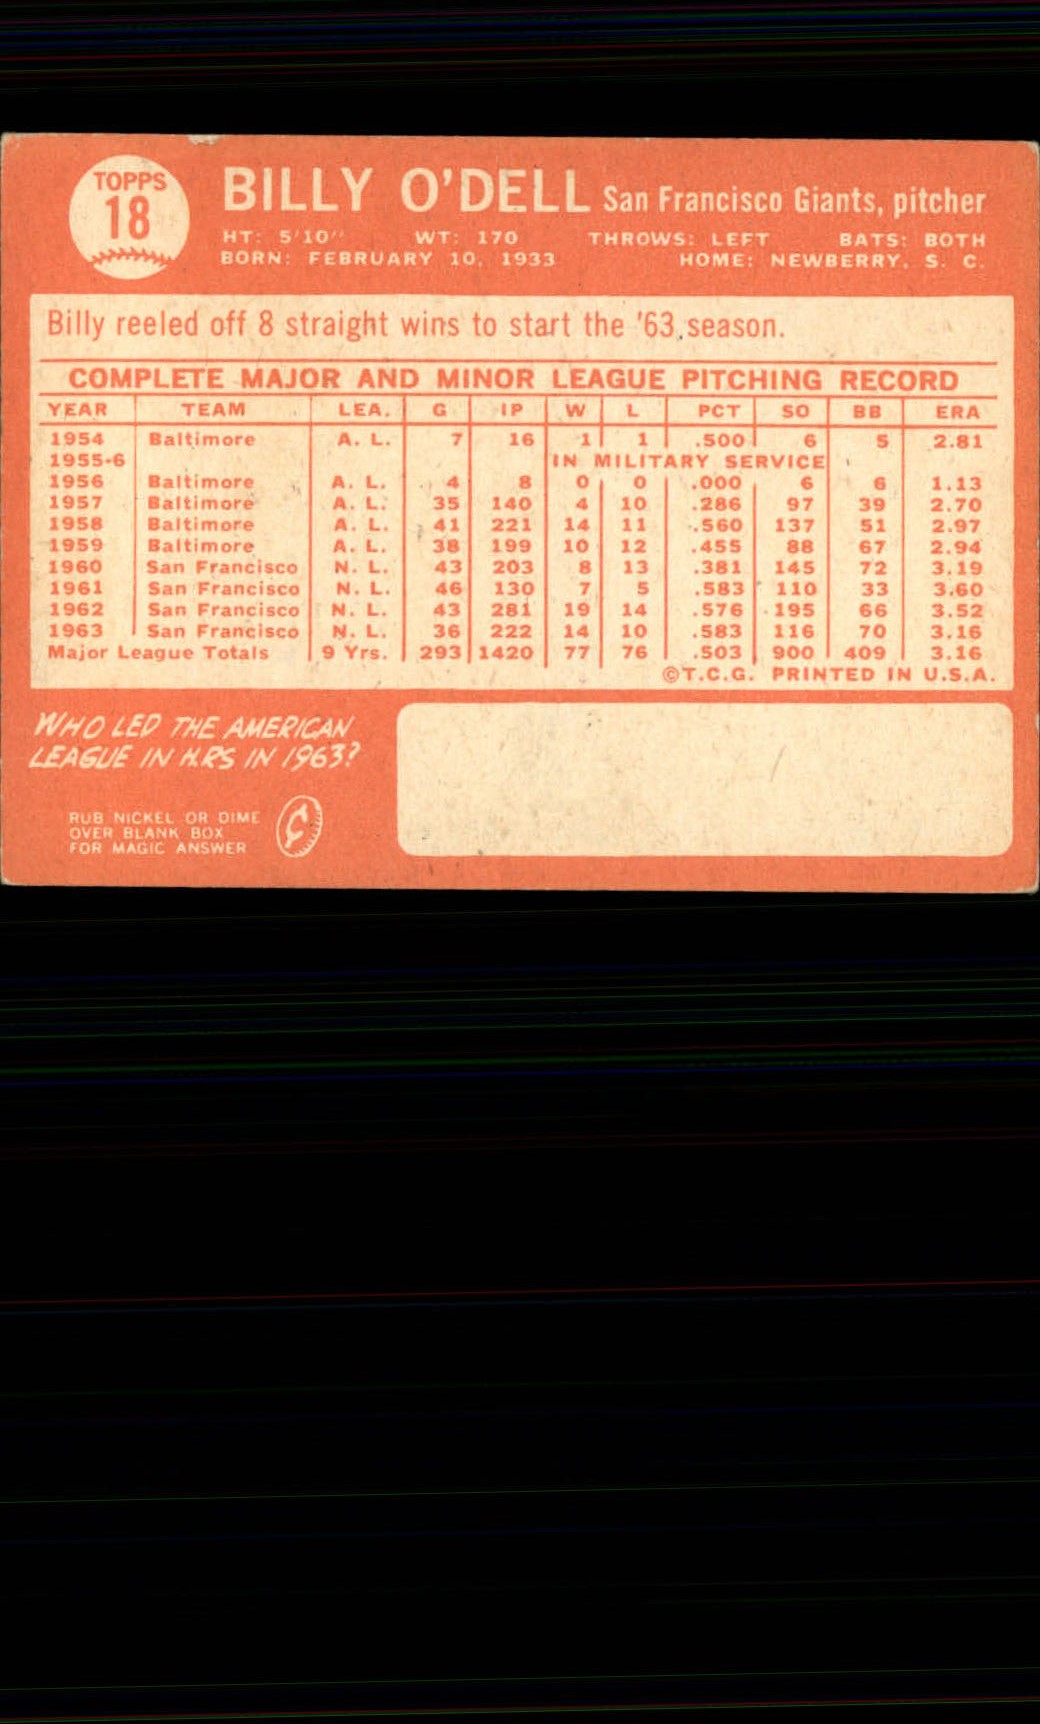 TOPPS
18
BILLY O'DELL San Francisco Giants, pitcher
HT: 5'10" WT: 170 THROWS: LEFT BATS: BOTH
BORN: FEBRUARY 10, 1933 HOME: NEWBERRY, S. C.
Billy reeled off 8 straight wins to start the '63 season.
COMPLETE MAJOR AND MINOR LEAGUE PITCHING RECORD
YEAR TEAM LEA. G IP W L PCT SO BB ERA
1954 Baltimore A. L. 7 16 1 1 .500 6 5 2.81
1955-6 IN MILITARY SERVICE
1956 Baltimore A. L. 4 8 0 0 .000 6 6 1.13
1957 Baltimore A. L. 35 140 4 10 .286 97 39 2.70
1958 Baltimore A. L. 41 221 14 11 .560 137 51 2.97
1959 Baltimore A. L. 38 199 10 12 .455 88 67 2.94
1960 San Francisco N. L. 43 203 8 13 .381 145 72 3.19
1961 San Francisco N. L. 46 130 7 5 .583 110 33 3.60
1962 San Francisco N. L. 43 281 19 14 .576 195 66 3.52
1963 San Francisco N. L. 36 222 14 10 .583 116 70 3.16
Major League Totals 9 Yrs. 293 1420 77 76 .503 900 409 3.16
©T.C.G. PRINTED IN U.S.A.
WHO LED THE AMERICAN
LEAGUE IN H.RS IN 1963?
RUB NICKEL OR DIME
OVER BLANK BOX
FOR MAGIC ANSWER
¢